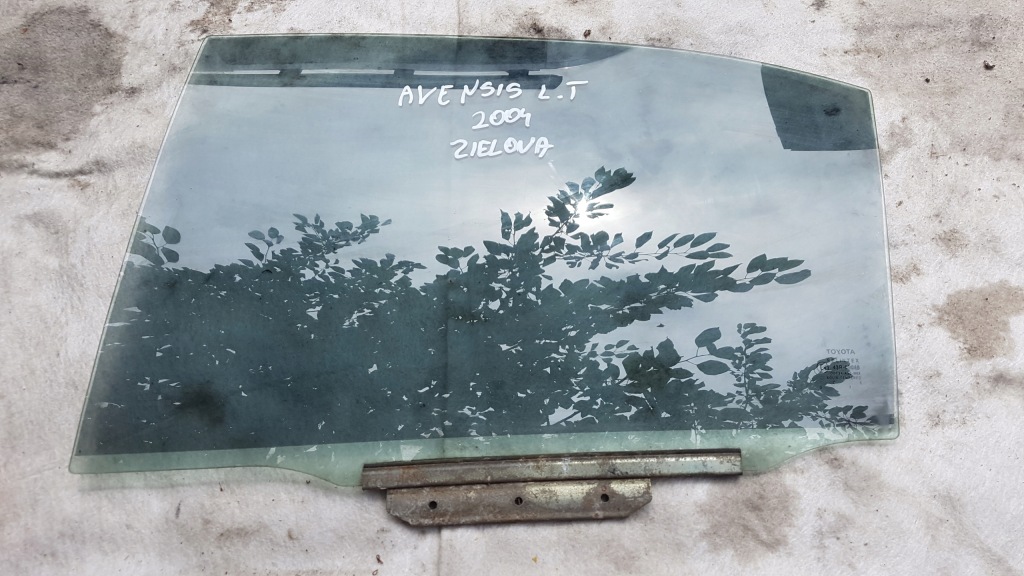 AVENSIS L.T
2004
ZIELONA
TOYOTA